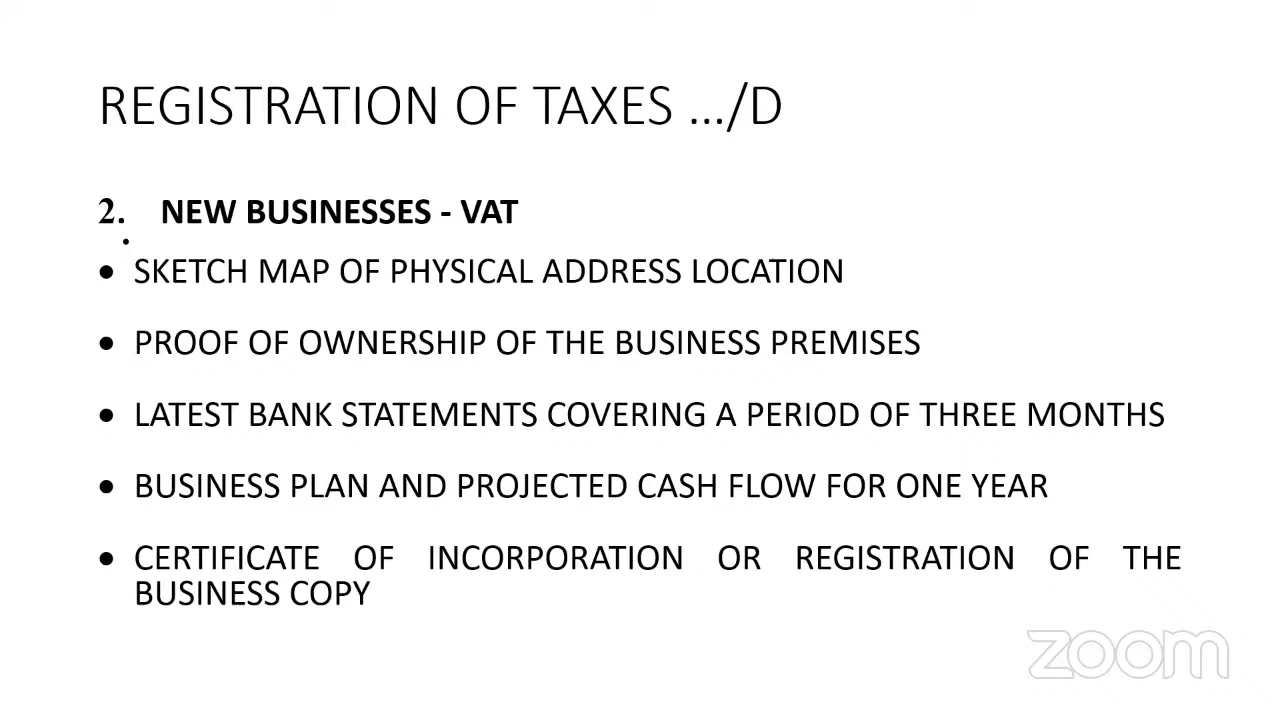 REGISTRATION OF TAXES .../D
2. NEW BUSINESSES - VAT
•
• SKETCH MAP OF PHYSICAL ADDRESS LOCATION
• PROOF OF OWNERSHIP OF THE BUSINESS PREMISES
• LATEST BANK STATEMENTS COVERING A PERIOD OF THREE MONTHS
• BUSINESS PLAN AND PROJECTED CASH FLOW FOR ONE YEAR
• CERTIFICATE OF INCORPORATION OR REGISTRATION OF THE
BUSINESS COPY
zoom